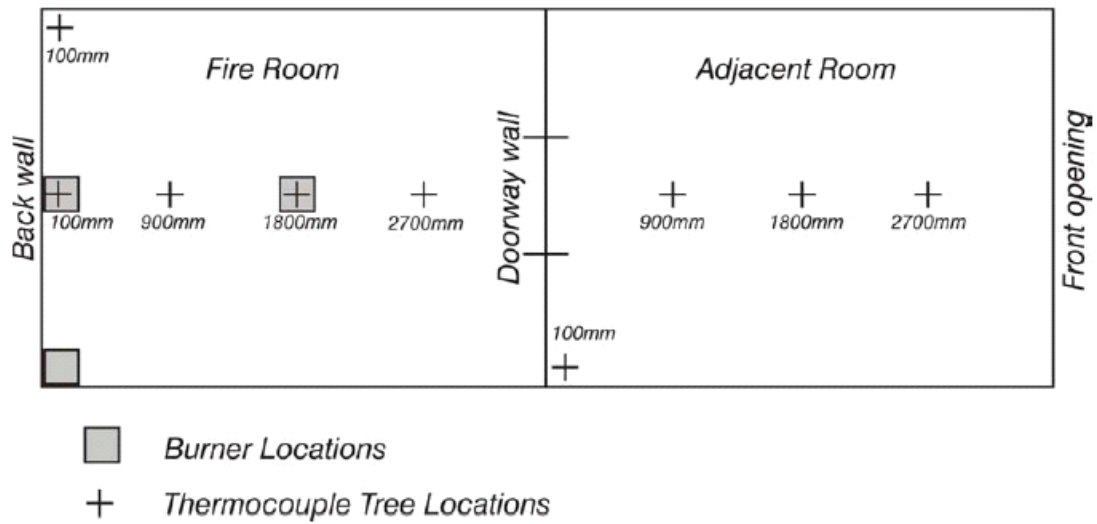 100mm
Fire Room
Adjacent Room
Back wall
Doorway wall
Front opening
100mm
900mm
1800mm
2700mm
900mm
1800mm
2700mm
100mm
Burner Locations
Thermocouple Tree Locations